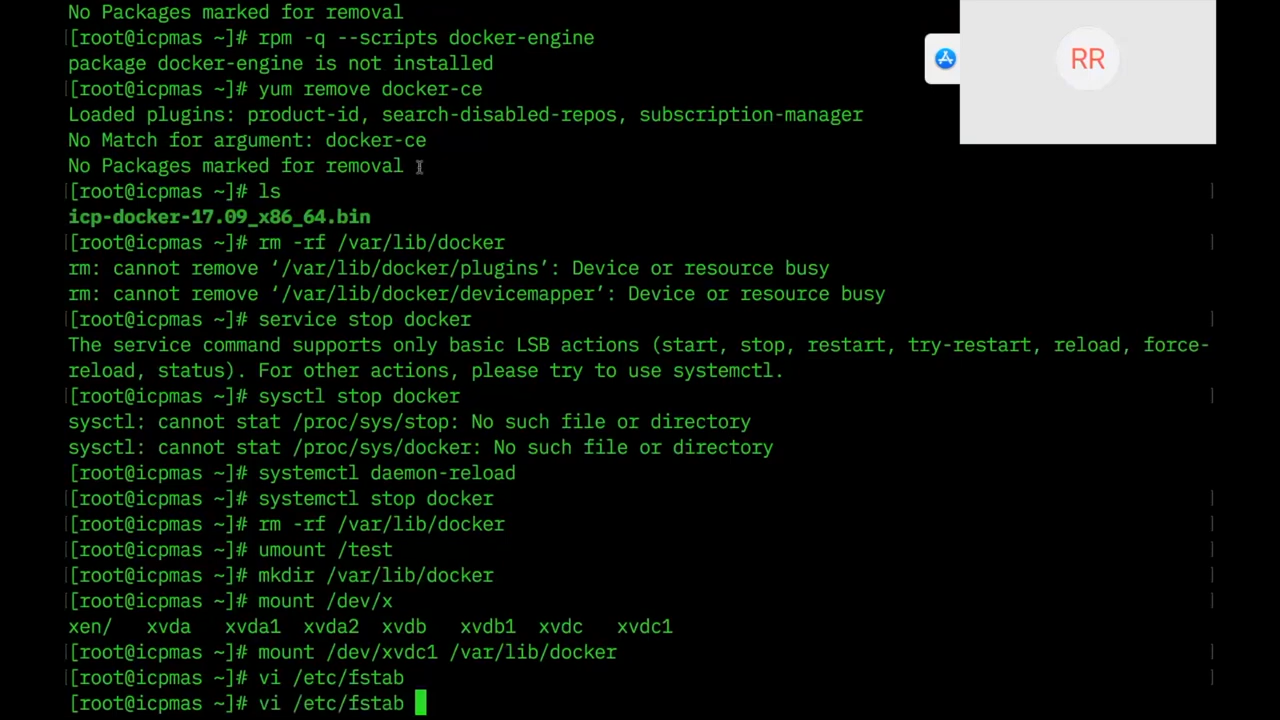 No Packages marked for removal
[root@icpmas ~]# rpm -q --scripts docker-engine
package docker-engine is not installed
[root@icpmas ~]# yum remove docker-ce
Loaded plugins: product-id, search-disabled-repos, subscription-manager
No Match for argument: docker-ce
No Packages marked for removal
[root@icpmas ~]# ls
icp-docker-17.09_x86_64.bin
[root@icpmas ~]# rm -rf /var/lib/docker
rm: cannot remove ‘/var/lib/docker/plugins’: Device or resource busy
rm: cannot remove ‘/var/lib/docker/devicemapper’: Device or resource busy
[root@icpmas ~]# service stop docker
The service command supports only basic LSB actions (start, stop, restart, try-restart, reload, force-
reload, status). For other actions, please try to use systemctl.
[root@icpmas ~]# sysctl stop docker
sysctl: cannot stat /proc/sys/stop: No such file or directory
sysctl: cannot stat /proc/sys/docker: No such file or directory
[root@icpmas ~]# systemctl daemon-reload
[root@icpmas ~]# systemctl stop docker
[root@icpmas ~]# rm -rf /var/lib/docker
[root@icpmas ~]# umount /test
[root@icpmas ~]# mkdir /var/lib/docker
[root@icpmas ~]# mount /dev/x
xen/ xvda xvda1 xvda2 xvdb xvdb1 xvdc xvdc1
[root@icpmas ~]# mount /dev/xvdc1 /var/lib/docker
[root@icpmas ~]# vi /etc/fstab
[root@icpmas ~]# vi /etc/fstab
RR